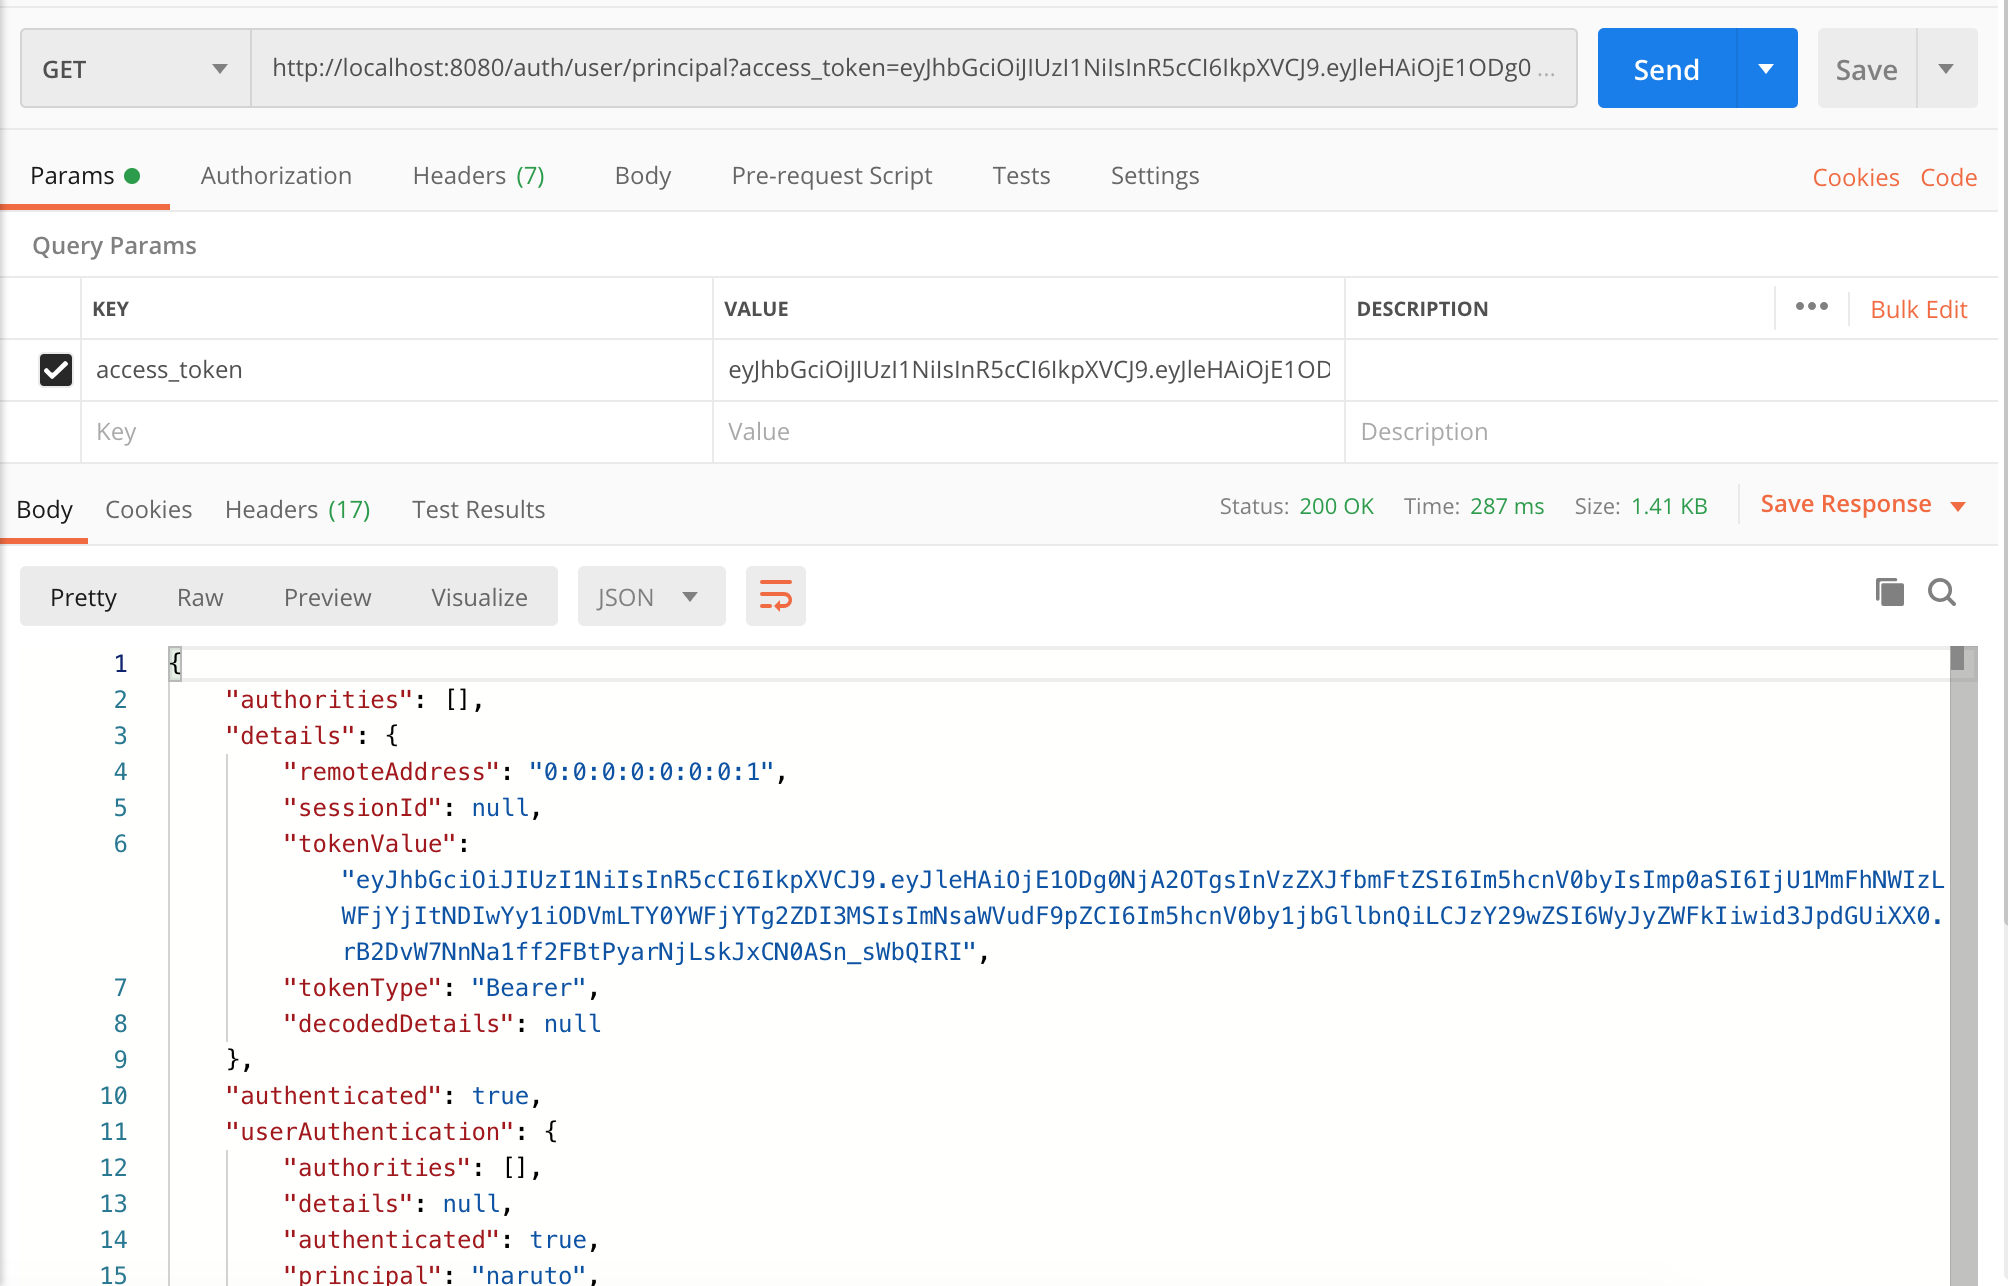 GET http://localhost:8080/auth/user/principal?access_token=eyJhbGciOiJIUzI1NiIsInR5cCI6IkpXVCJ9.eyJleHAiOjE1ODg0 ... Send Save
Params Authorization Headers (7) Body Pre-request Script Tests Settings Cookies Code
Query Params
KEY VALUE DESCRIPTION ••• Bulk Edit
access_token eyJhbGciOiJIUzI1NiIsInR5cCI6IkpXVCJ9.eyJleHAiOjE1OD
Key Value Description
Body Cookies Headers (17) Test Results Status: 200 OK Time: 287 ms Size: 1.41 KB Save Response
Pretty Raw Preview Visualize JSON
1 {
2 "authorities": [],
3 "details": {
4 "remoteAddress": "0:0:0:0:0:0:0:1",
5 "sessionId": null,
6 "tokenValue":
"eyJhbGciOiJIUzI1NiIsInR5cCI6IkpXVCJ9.eyJleHAiOjE1ODg0NjA2OTgsInVzZXJfbmFtZSI6Im5hcnV0byIsImp0aSI6IjU1MmFhNWIzL
WFjYjItNDIwYy1iODVmLTY0YWFjYTg2ZDI3MSIsImNsaWVudF9pZCI6Im5hcnV0by1jbGllbnQiLCJzY29wZSI6WyJyZWFkIiwid3JpdGUiXX0.
rB2DvW7NnNa1ff2FBtPyarNjLskJxCN0ASn_sWbQIRI",
7 "tokenType": "Bearer",
8 "decodedDetails": null
9 },
10 "authenticated": true,
11 "userAuthentication": {
12 "authorities": [],
13 "details": null,
14 "authenticated": true,
15 "principal": "naruto",